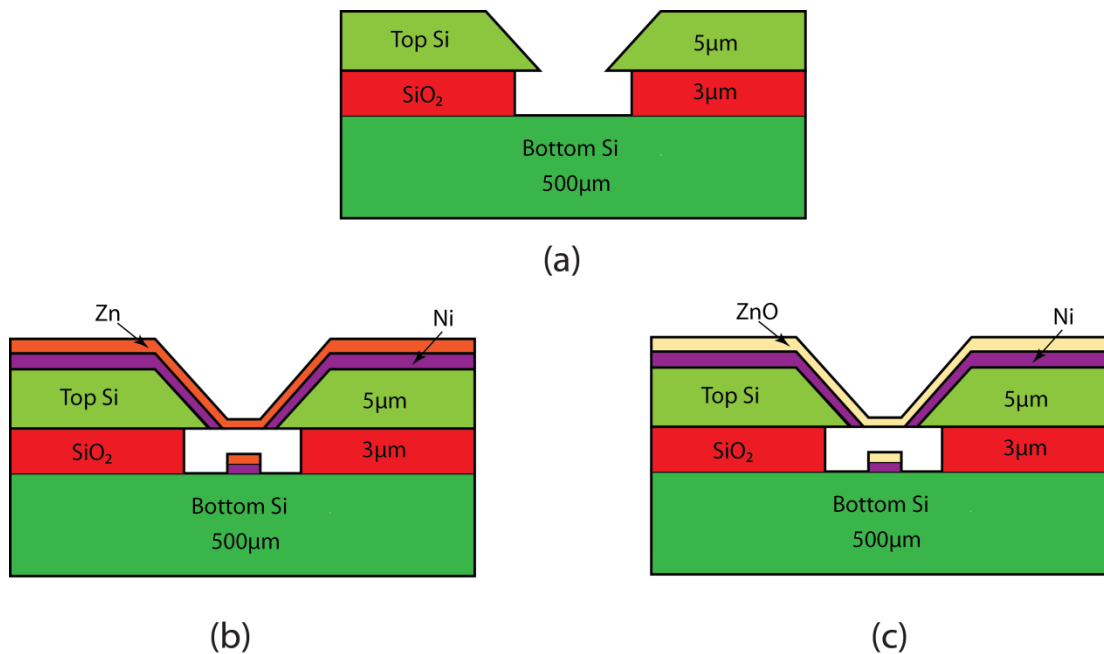 Top Si
5μm
SiO₂
3μm
Bottom Si
500μm
(a)
Zn
Ni
Top Si
5μm
SiO₂
3μm
Bottom Si
500μm
(b)
ZnO
Ni
Top Si
5μm
SiO₂
3μm
Bottom Si
500μm
(c)